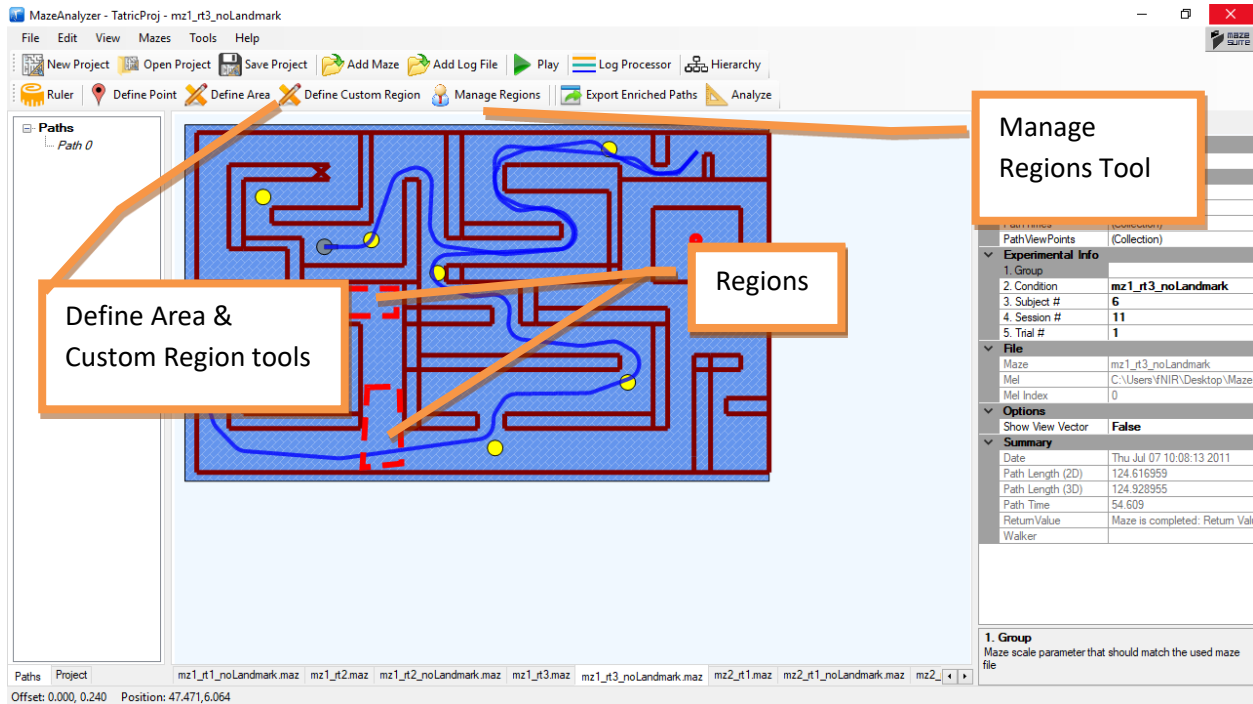 MazeAnalyzer - TatricProj - mz1_rt3_noLandmark
File Edit View Mazes Tools Help
maze suite
New Project Open Project Save Project Add Maze Add Log File Play Log Processor Hierarchy
Ruler Define Point Define Area Define Custom Region Manage Regions Export Enriched Paths Analyze
Paths
Path 0
Manage
Regions Tool
Regions
Define Area &
Custom Region tools
PathTimes (Collection)
PathViewPoints (Collection)
Experimental Info
1. Group
2. Condition mz1_rt3_noLandmark
3. Subject # 6
4. Session # 11
5. Trial # 1
File
Maze mz1_rt3_noLandmark
Mel C:\Users\fNIR\Desktop\Maze
Mel Index 0
Options
Show View Vector False
Summary
Date Thu Jul 07 10:08:13 2011
Path Length (2D) 124.616959
Path Length (3D) 124.928955
Path Time 54.609
ReturnValue Maze is completed: Return Val
Walker
1. Group
Maze scale parameter that should match the used maze
file
Paths Project mz1_rt1_noLandmark.maz mz1_rt2.maz mz1_rt2_noLandmark.maz mz1_rt3.maz mz1_rt3_noLandmark.maz mz2_rt1.maz mz2_rt1_noLandmark.maz mz2_
Offset: 0.000, 0.240 Position: 47.471,6.064